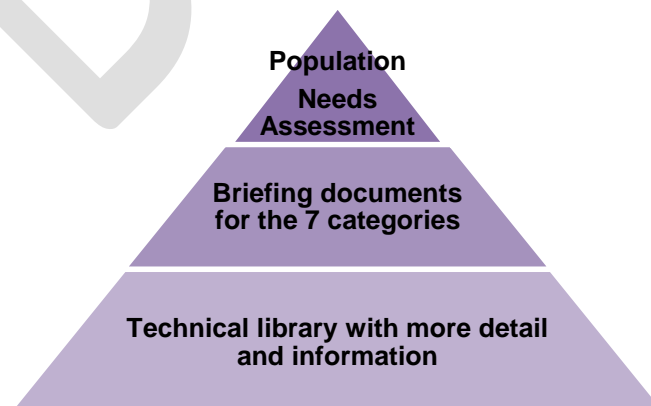 Population
Needs
Assessment
Briefing documents
for the 7 categories
Technical library with more detail
and information